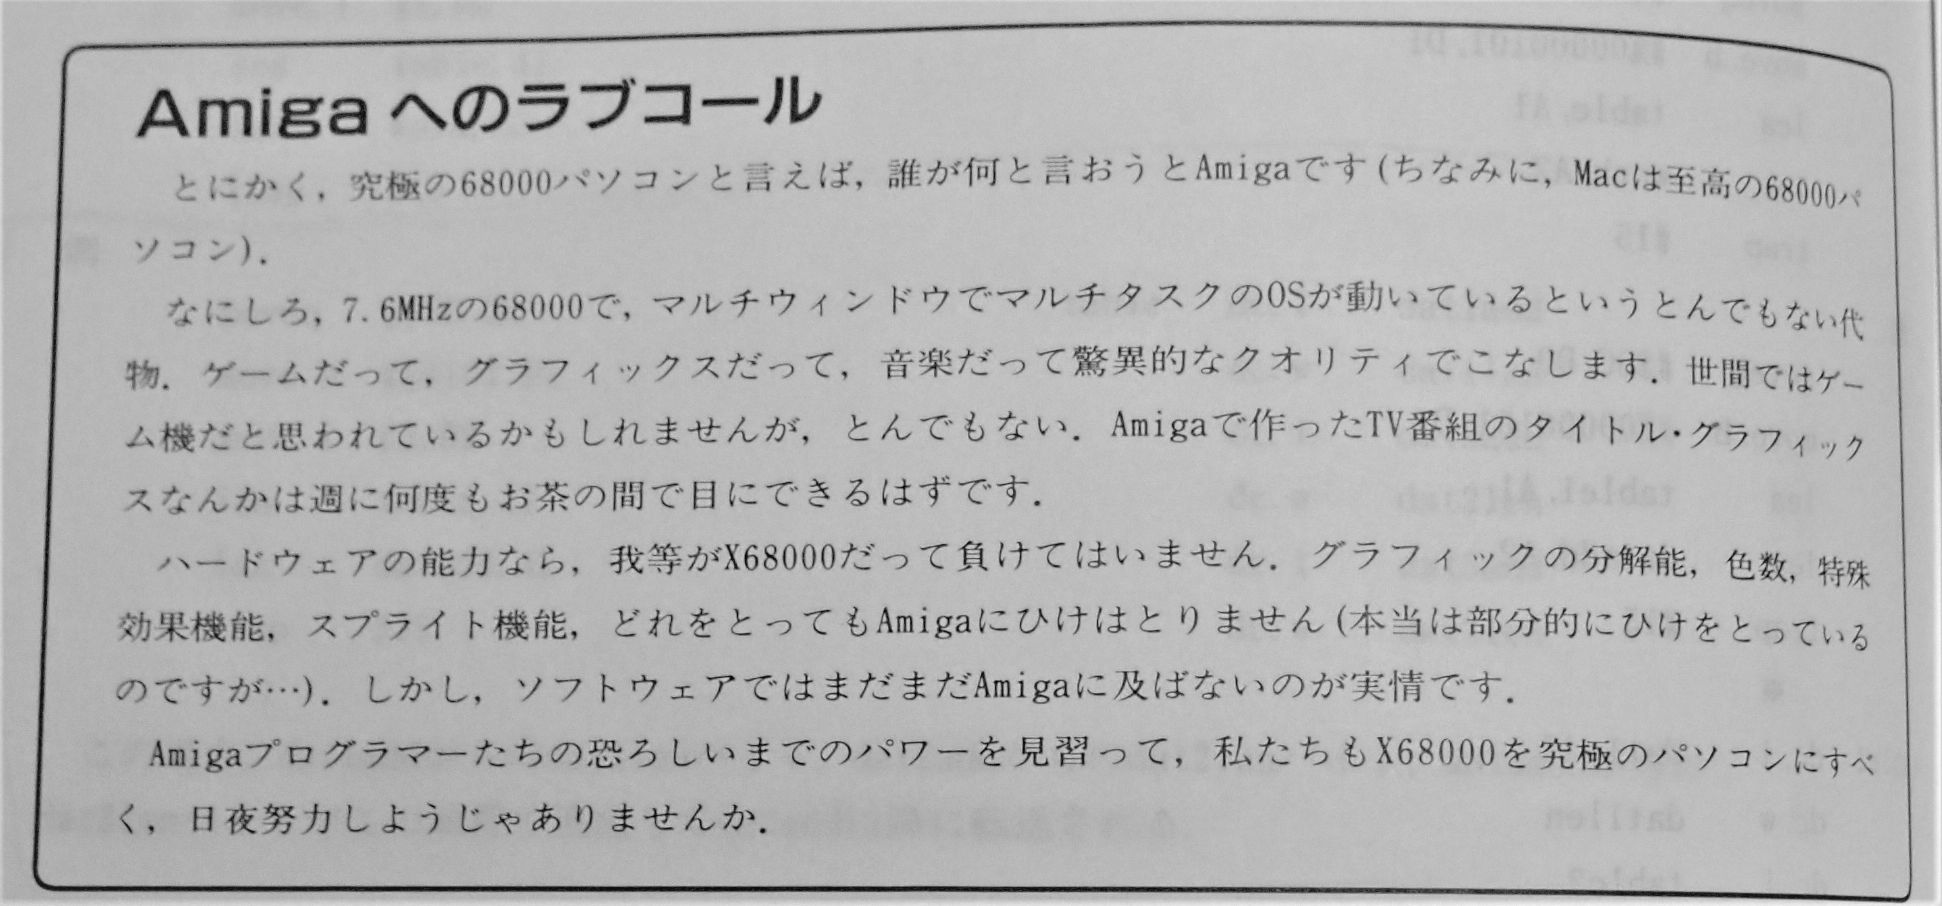 Amigaへのラブコール
とにかく，究極の68000パソコンと言えば，誰が何と言おうとAmigaです(ちなみに，Macは至高の68000パ
ソコン)．
なにしろ，7.6MHzの68000で，マルチウィンドウでマルチタスクのOSが動いているというとんでもない代
物．ゲームだって，グラフィックスだって，音楽だって驚異的なクオリティでこなします．世間ではゲー
ム機だと思われているかもしれませんが，とんでもない．Amigaで作ったTV番組のタイトル・グラフィック
スなんかは週に何度もお茶の間で目にできるはずです．
ハードウェアの能力なら，我等がX68000だって負けてはいません．グラフィックの分解能，色数，特殊
効果機能，スプライト機能，どれをとってもAmigaにひけはとりません(本当は部分的にひけをとっている
のですが…)．しかし，ソフトウェアではまだまだAmigaに及ばないのが実情です．
Amigaプログラマーたちの恐ろしいまでのパワーを見習って，私たちもX68000を究極のパソコンにすべ
く，日夜努力しようじゃありませんか．